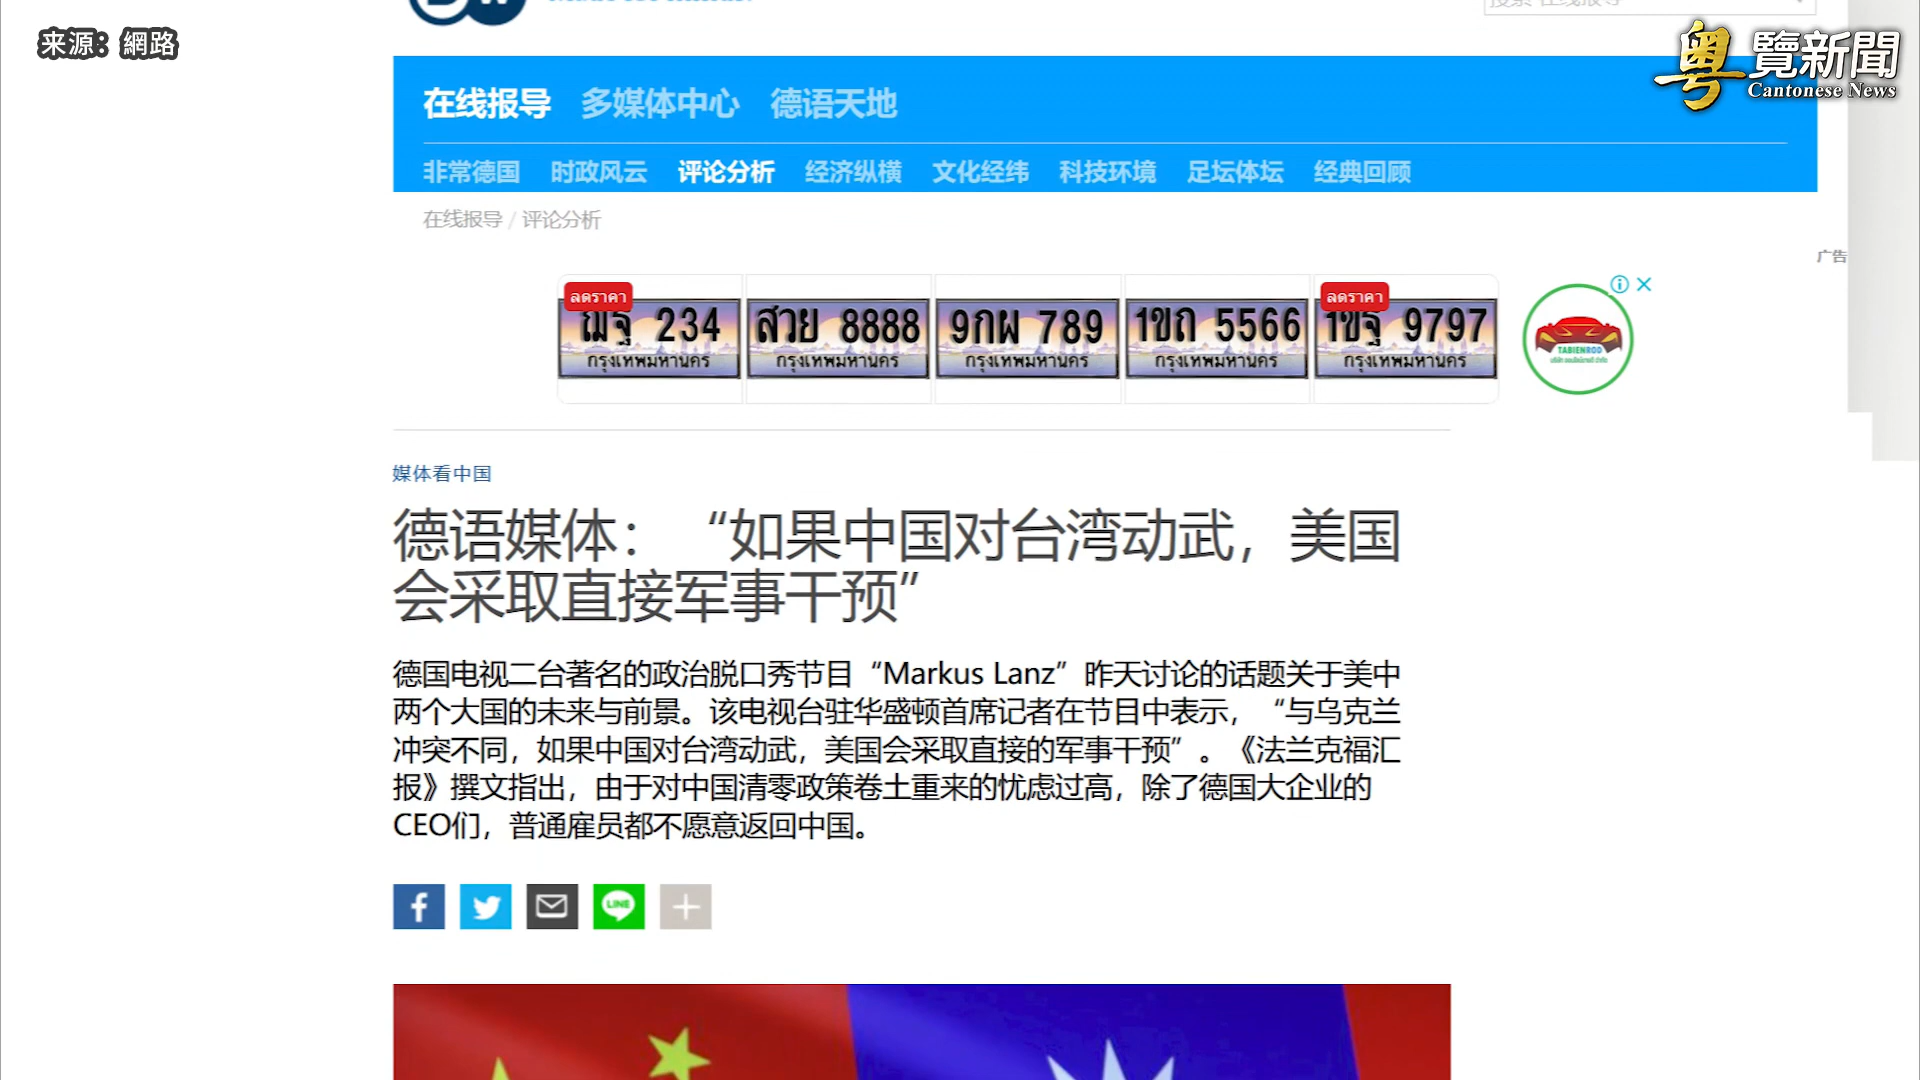 来源：網路
粤覽新聞
Cantonese News
在线报导 多媒体中心 德语天地
非常德国 时政风云 评论分析 经济纵横 文化经纬 科技环境 足坛体坛 经典回顾
在线报导 / 评论分析
广告
ลดราคา
ฌฐ 234
กรุงเทพมหานคร
สวย 8888
กรุงเทพมหานคร
9กผ 789
กรุงเทพมหานคร
1ขถ 5566
กรุงเทพมหานคร
ลดราคา
1ขฐ 9797
กรุงเทพมหานคร
TABIENROD
媒体看中国
德语媒体：“如果中国对台湾动武，美国
会采取直接军事干预”
德国电视二台著名的政治脱口秀节目“Markus Lanz”昨天讨论的话题关于美中
两个大国的未来与前景。该电视台驻华盛顿首席记者在节目中表示，“与乌克兰
冲突不同，如果中国对台湾动武，美国会采取直接的军事干预”。《法兰克福汇
报》撰文指出，由于对中国清零政策卷土重来的忧虑过高，除了德国大企业的
CEO们，普通雇员都不愿意返回中国。
LINE